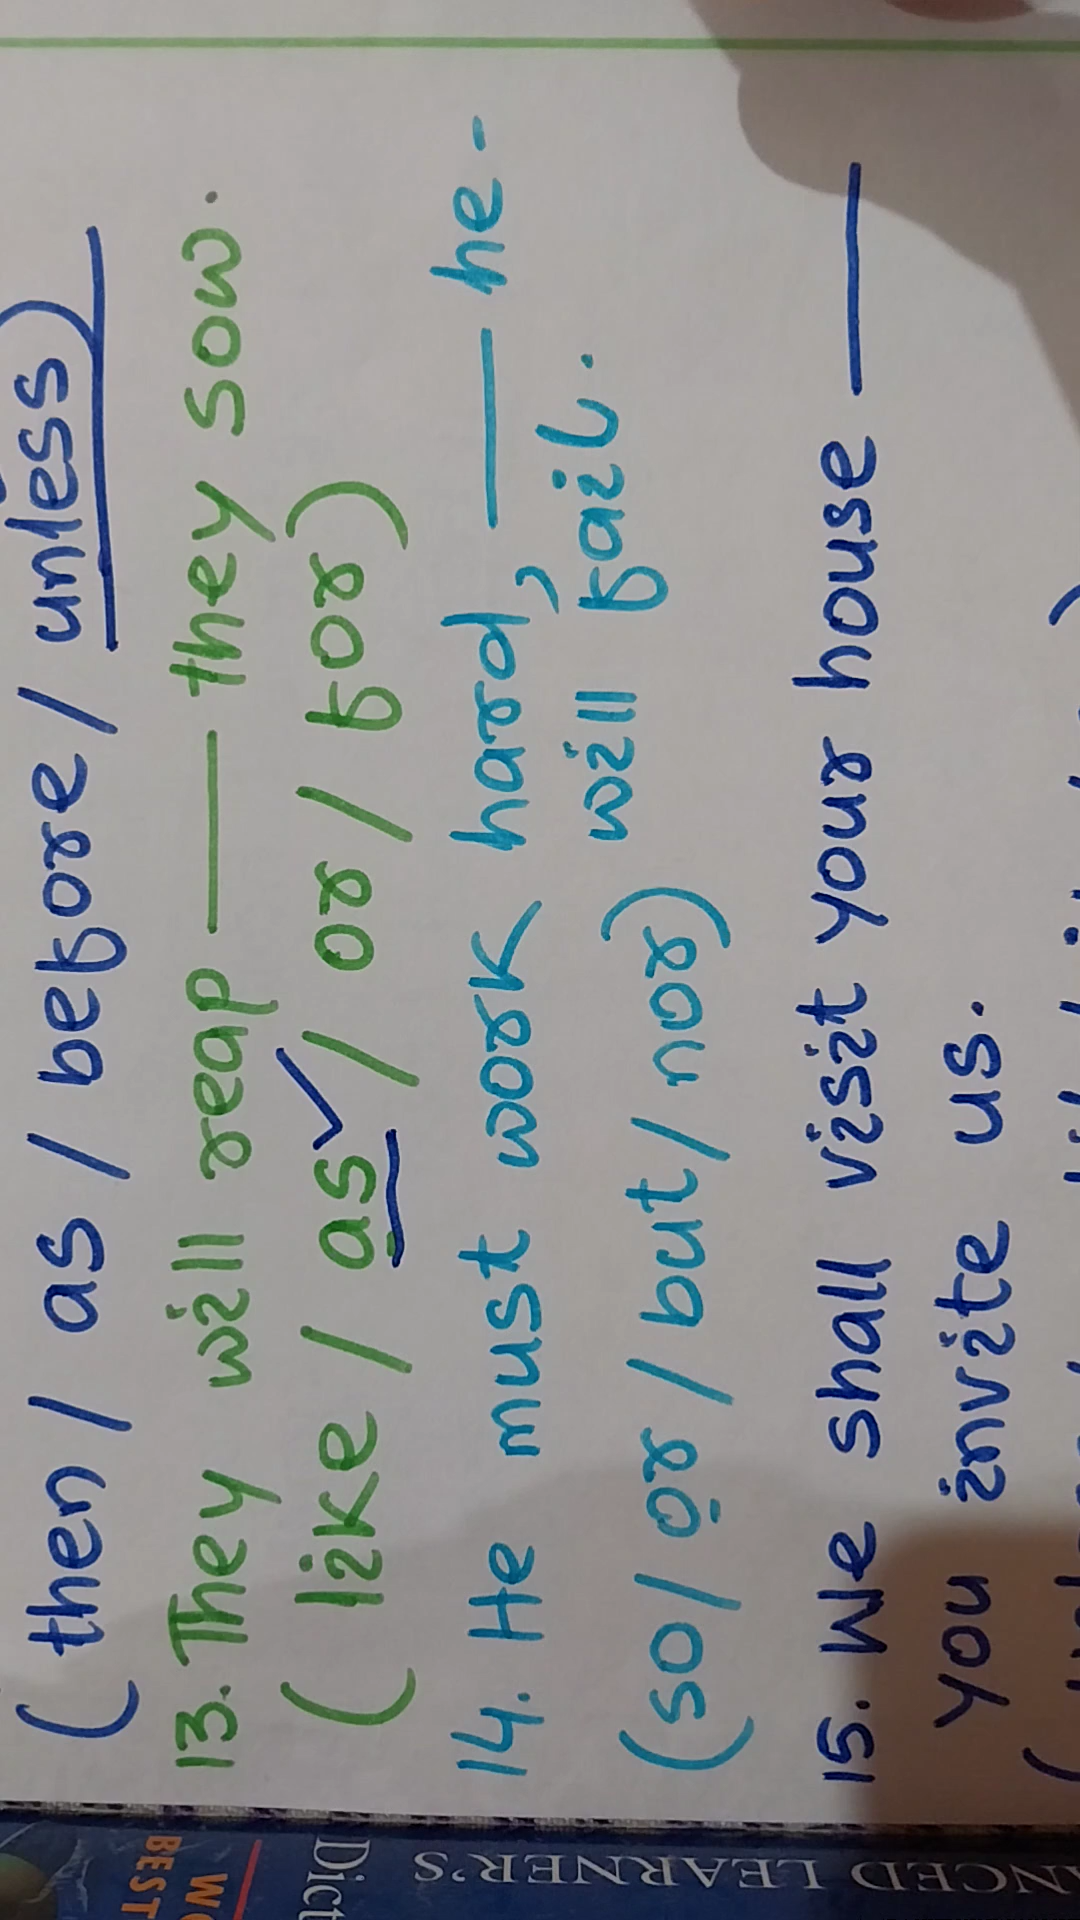 (then / as / before / unless)
13. They will reap ___ they sow.
(like / as / or / for)
14. He must work hard, ___ he
will fail.
(so / or / but / nor)
15. We shall visit your house ___
you invite us.
ANCED LEARNER'S
Dict
WO
BEST